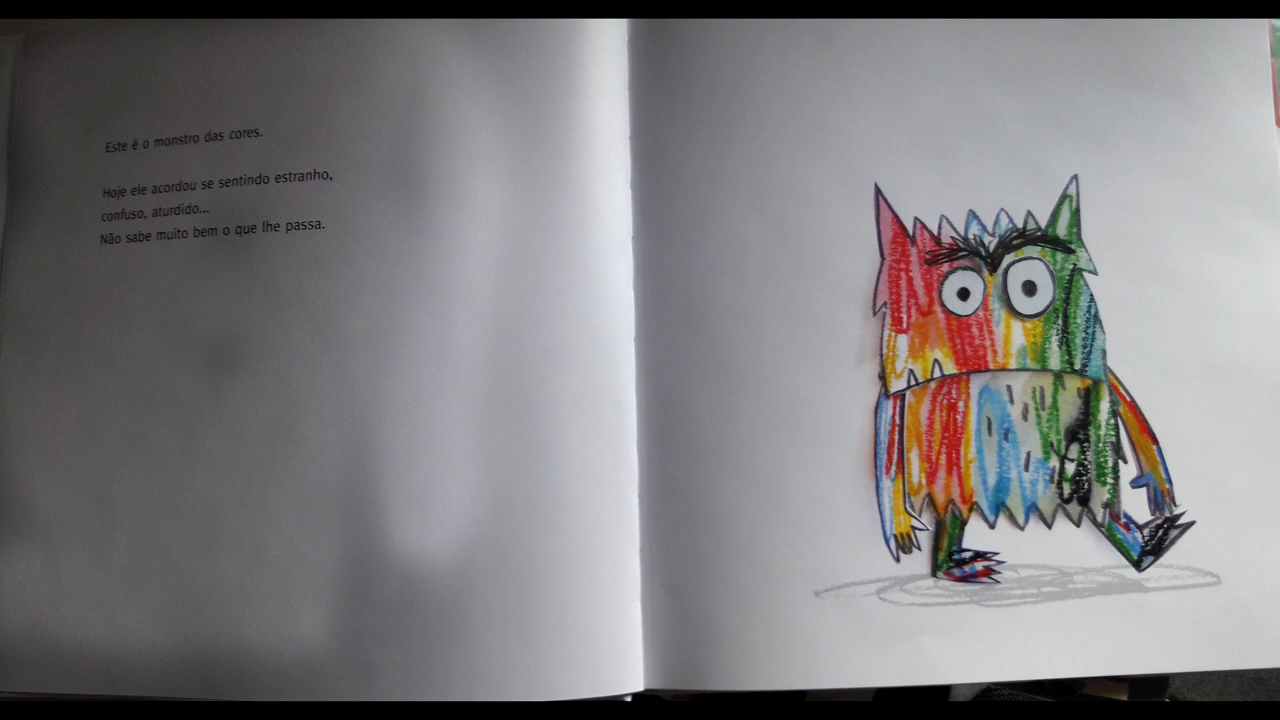 Este é o monstro das cores.
Hoje ele acordou se sentindo estranho,
confuso, aturdido...
Não sabe muito bem o que lhe passa.